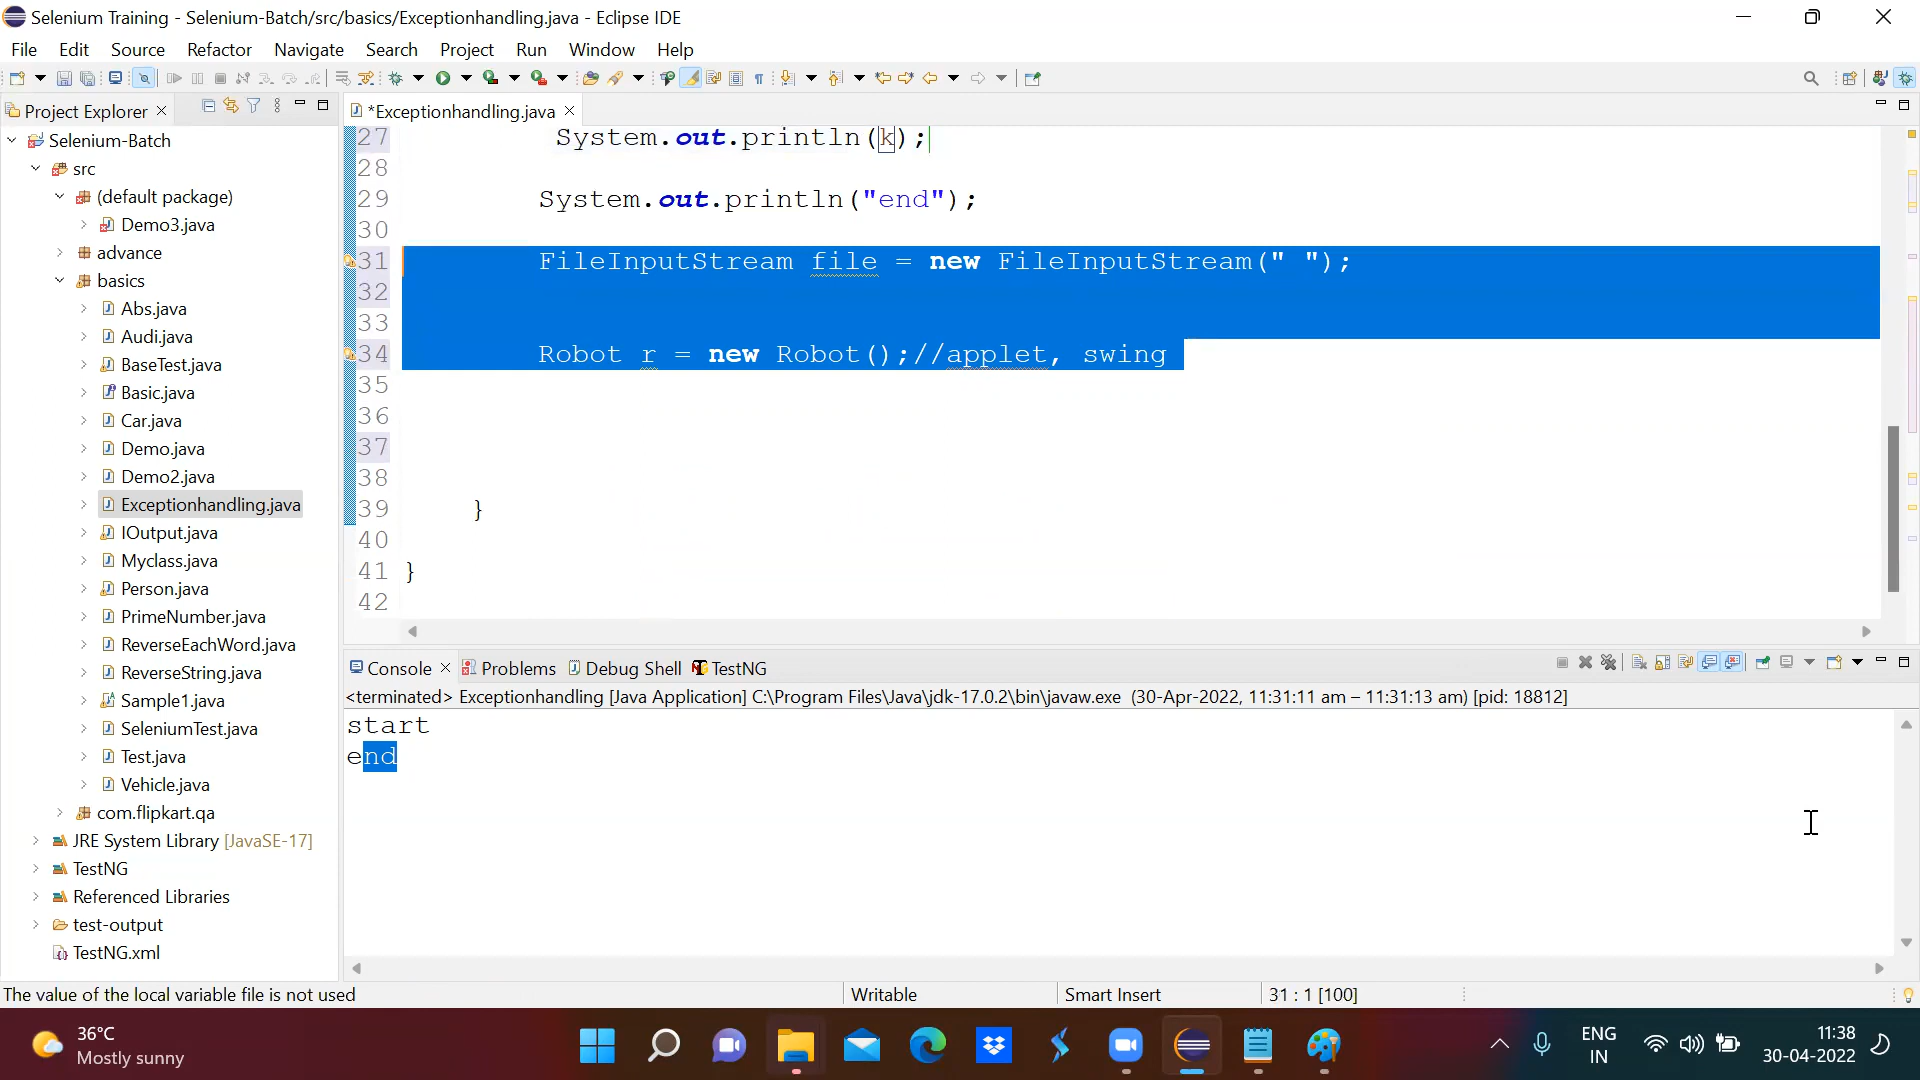 Selenium Training - Selenium-Batch/src/basics/Exceptionhandling.java - Eclipse IDE
File Edit Source Refactor Navigate Search Project Run Window Help
Project Explorer
*Exceptionhandling.java
Selenium-Batch
src
(default package)
Demo3.java
advance
basics
Abs.java
Audi.java
BaseTest.java
Basic.java
Car.java
Demo.java
Demo2.java
Exceptionhandling.java
IOutput.java
Myclass.java
Person.java
PrimeNumber.java
ReverseEachWord.java
ReverseString.java
Sample1.java
SeleniumTest.java
Test.java
Vehicle.java
com.flipkart.qa
JRE System Library [JavaSE-17]
TestNG
Referenced Libraries
test-output
TestNG.xml
27 System.out.println(k);
28
29 System.out.println("end");
30
31 FileInputStream file = new FileInputStream(" ");
32
33
34 Robot r = new Robot();//applet, swing
35
36
37
38
39 }
40
41 }
42
Console Problems Debug Shell TestNG
<terminated> Exceptionhandling [Java Application] C:\Program Files\Java\jdk-17.0.2\bin\javaw.exe (30-Apr-2022, 11:31:11 am – 11:31:13 am) [pid: 18812]
start
end
The value of the local variable file is not used
Writable
Smart Insert
31 : 1 [100]
36°C
Mostly sunny
ENG
IN
11:38
30-04-2022